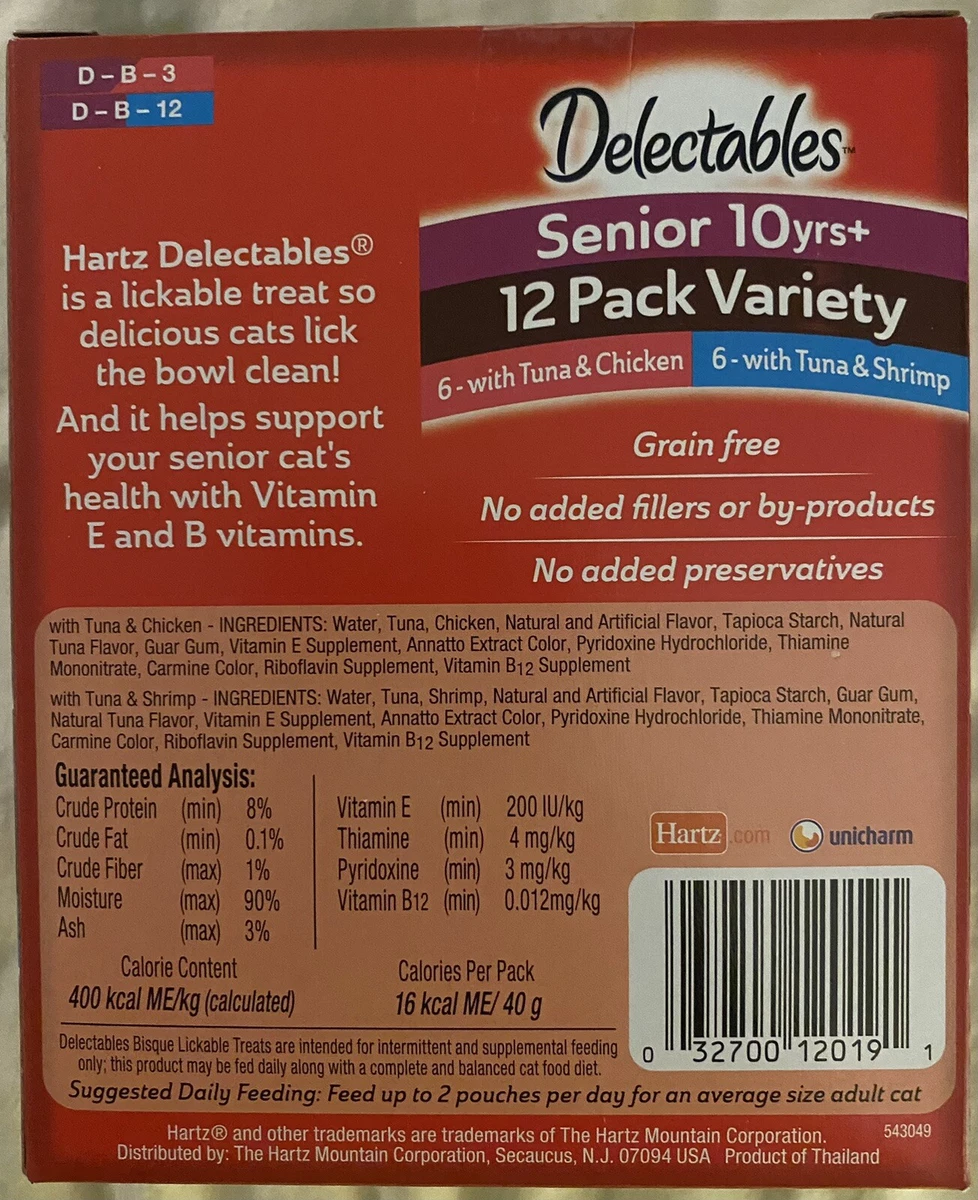 D-B-3
D-B-12
Delectables™
Senior 10yrs+
12 Pack Variety
6-with Tuna & Chicken
6-with Tuna & Shrimp
Hartz Delectables®
is a lickable treat so
delicious cats lick
the bowl clean!
And it helps support
your senior cat's
health with Vitamin
E and B vitamins.
Grain free
No added fillers or by-products
No added preservatives
with Tuna & Chicken - INGREDIENTS: Water, Tuna, Chicken, Natural and Artificial Flavor, Tapioca Starch, Natural
Tuna Flavor, Guar Gum, Vitamin E Supplement, Annatto Extract Color, Pyridoxine Hydrochloride, Thiamine
Mononitrate, Carmine Color, Riboflavin Supplement, Vitamin B12 Supplement
with Tuna & Shrimp - INGREDIENTS: Water, Tuna, Shrimp, Natural and Artificial Flavor, Tapioca Starch, Guar Gum,
Natural Tuna Flavor, Vitamin E Supplement, Annatto Extract Color, Pyridoxine Hydrochloride, Thiamine Mononitrate,
Carmine Color, Riboflavin Supplement, Vitamin B12 Supplement
Guaranteed Analysis:
Crude Protein (min) 8%
Crude Fat (min) 0.1%
Crude Fiber (max) 1%
Moisture (max) 90%
Ash (max) 3%
Vitamin E (min) 200 IU/kg
Thiamine (min) 4 mg/kg
Pyridoxine (min) 3 mg/kg
Vitamin B12 (min) 0.012mg/kg
Calorie Content
400 kcal ME/kg (calculated)
Calories Per Pack
16 kcal ME/ 40 g
Hartz.com
unicharm
0 32700 12019 1
Delectables Bisque Lickable Treats are intended for intermittent and supplemental feeding
only; this product may be fed daily along with a complete and balanced cat food diet.
Suggested Daily Feeding: Feed up to 2 pouches per day for an average size adult cat
Hartz® and other trademarks are trademarks of The Hartz Mountain Corporation.
543049
Distributed by: The Hartz Mountain Corporation, Secaucus, N.J. 07094 USA Product of Thailand